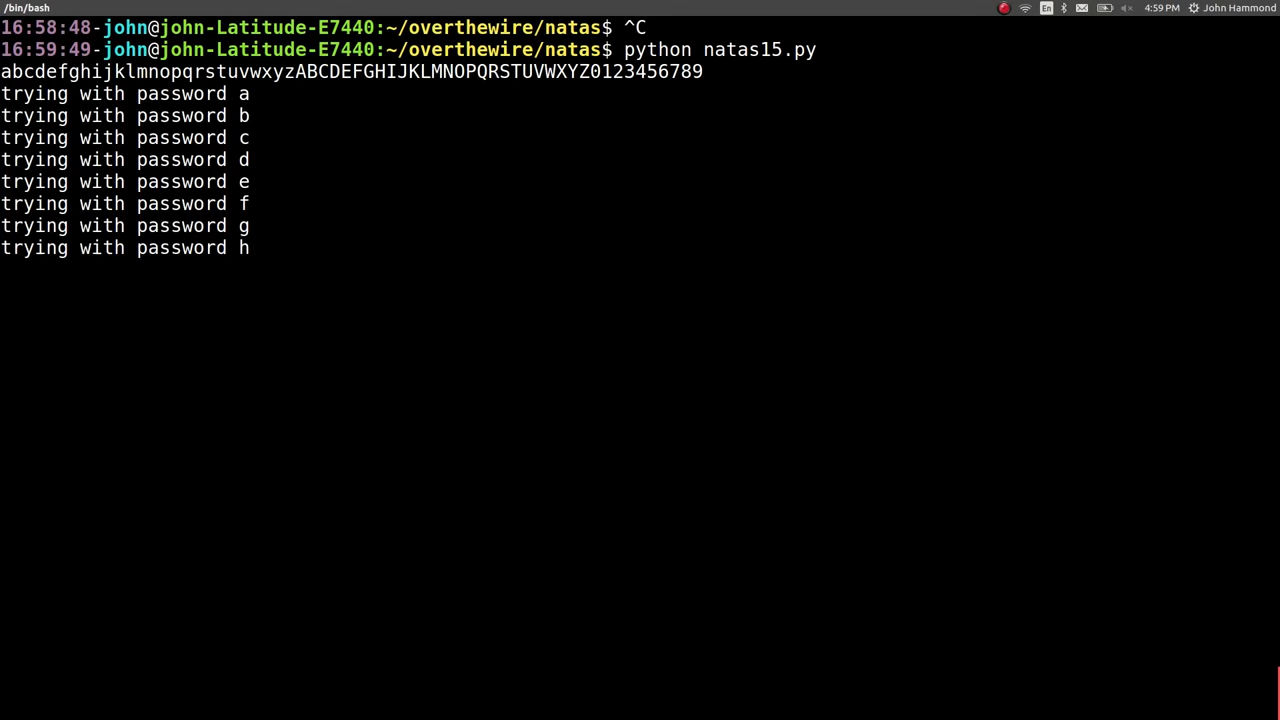 /bin/bash En 4:59 PM John Hammond
16:58:48-john@john-Latitude-E7440:~/overthewire/natas$ ^C
16:59:49-john@john-Latitude-E7440:~/overthewire/natas$ python natas15.py
abcdefghijklmnopqrstuvwxyzABCDEFGHIJKLMNOPQRSTUVWXYZ0123456789
trying with password a
trying with password b
trying with password c
trying with password d
trying with password e
trying with password f
trying with password g
trying with password h